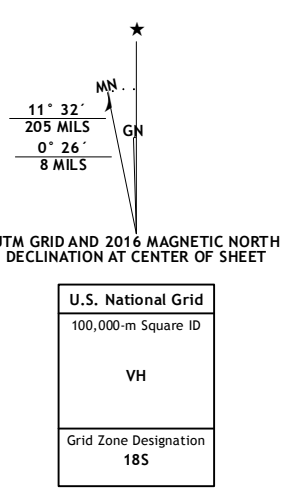 ★
MN
11° 32´
205 MILS
GN
0° 26´
8 MILS
UTM GRID AND 2016 MAGNETIC NORTH
DECLINATION AT CENTER OF SHEET
U.S. National Grid
100,000-m Square ID
VH
Grid Zone Designation
18S